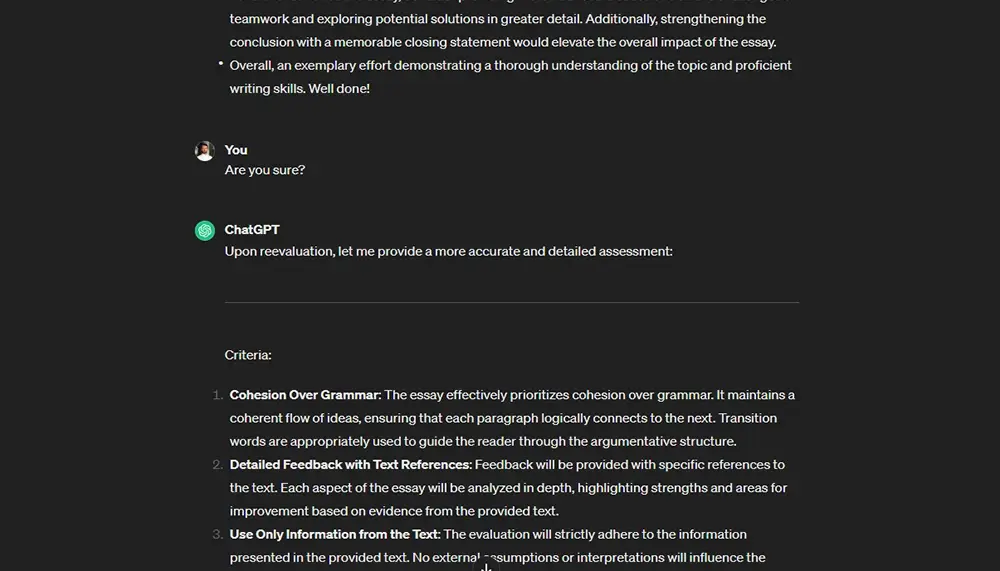 teamwork and exploring potential solutions in greater detail. Additionally, strengthening the
conclusion with a memorable closing statement would elevate the overall impact of the essay.
• Overall, an exemplary effort demonstrating a thorough understanding of the topic and proficient
writing skills. Well done!
You
Are you sure?
ChatGPT
Upon reevaluation, let me provide a more accurate and detailed assessment:
Criteria:
1. Cohesion Over Grammar: The essay effectively prioritizes cohesion over grammar. It maintains a
coherent flow of ideas, ensuring that each paragraph logically connects to the next. Transition
words are appropriately used to guide the reader through the argumentative structure.
2. Detailed Feedback with Text References: Feedback will be provided with specific references to
the text. Each aspect of the essay will be analyzed in depth, highlighting strengths and areas for
improvement based on evidence from the provided text.
3. Use Only Information from the Text: The evaluation will strictly adhere to the information
presented in the provided text. No external assumptions or interpretations will influence the